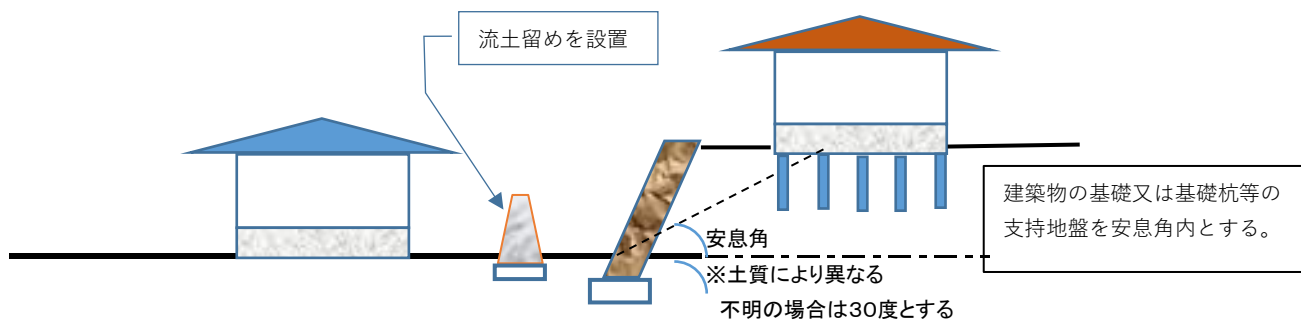 流土留めを設置
建築物の基礎又は基礎杭等の
支持地盤を安息角内とする。
安息角
※土質により異なる
不明の場合は30度とする